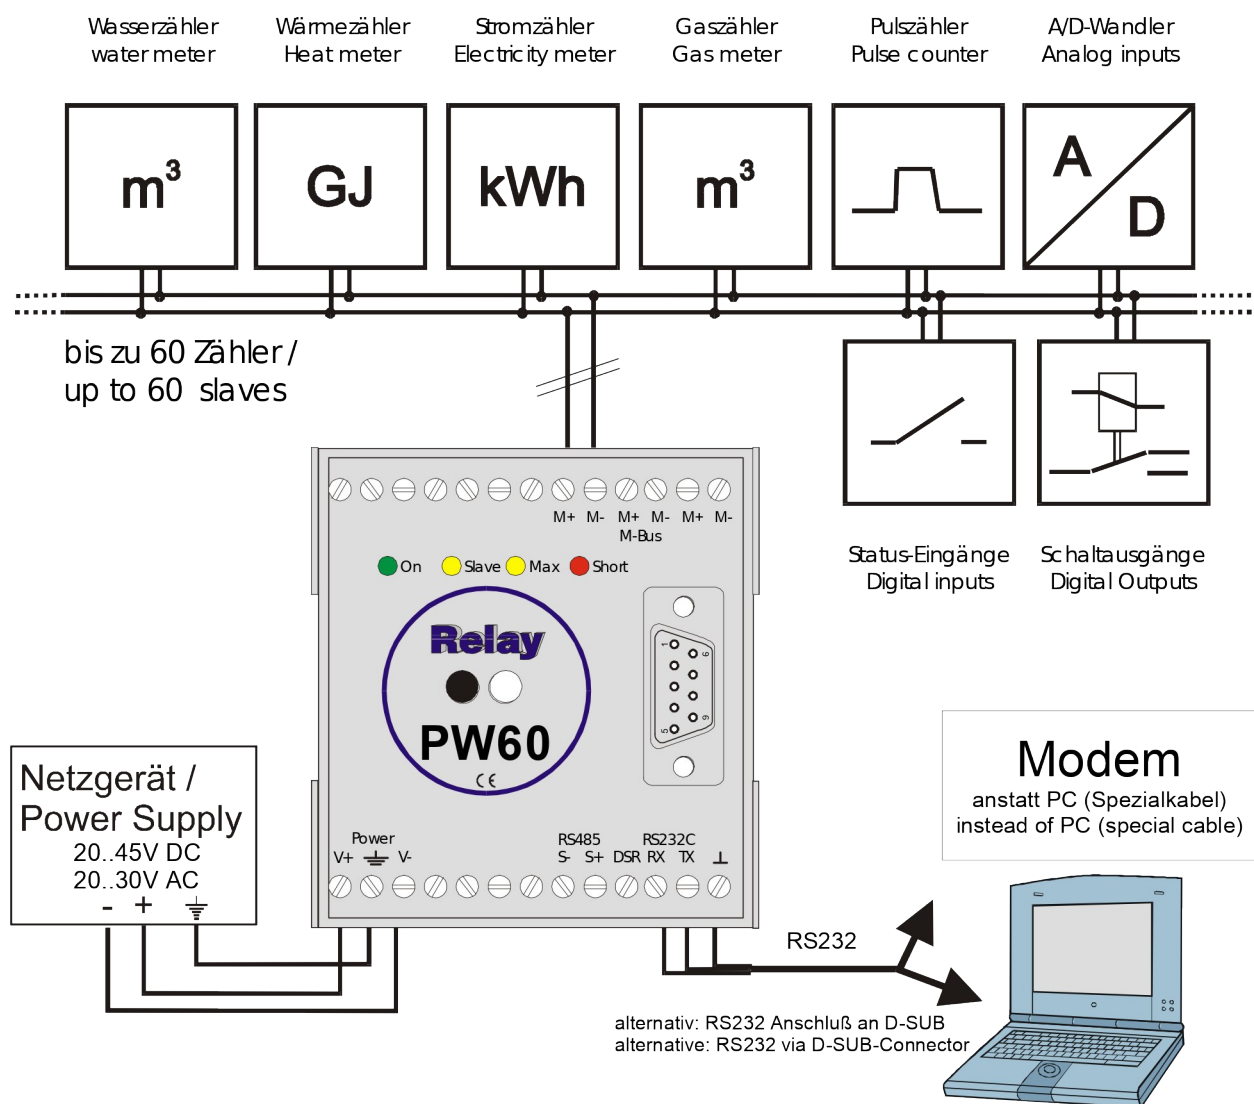 Wasserzähler
water meter
Wärmezähler
Heat meter
Stromzähler
Electricity meter
Gaszähler
Gas meter
Pulszähler
Pulse counter
A/D-Wandler
Analog inputs
m³
GJ
kWh
m³
A
D
bis zu 60 Zähler /
up to 60 slaves
Status-Eingänge
Digital inputs
Schaltausgänge
Digital Outputs
M+ M- M+ M- M+ M-
M-Bus
On Slave Max Short
Relay
PW60
CE
1
6
5
9
Power
V+ V-
RS485 RS232C
S- S+ DSR RX TX ⊥
Netzgerät /
Power Supply
20..45V DC
20..30V AC
- +
Modem
anstatt PC (Spezialkabel)
instead of PC (special cable)
RS232
alternativ: RS232 Anschluß an D-SUB
alternative: RS232 via D-SUB-Connector